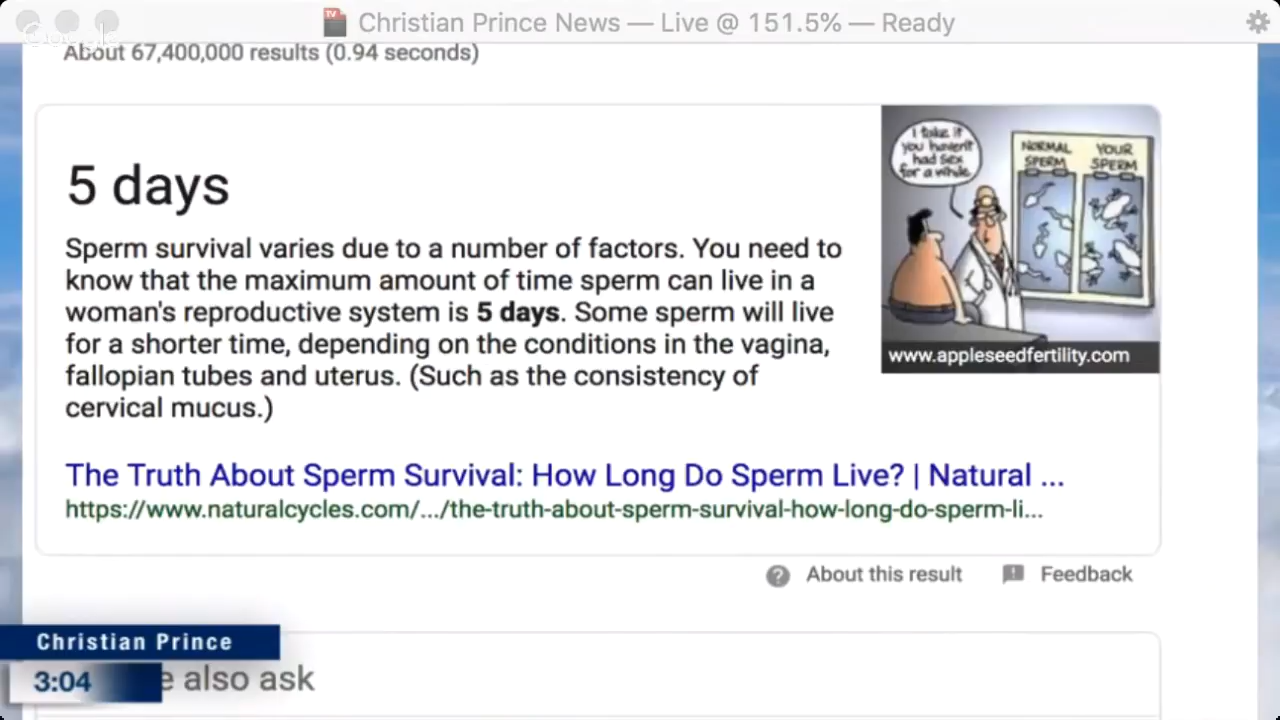 Christian Prince News — Live @ 151.5% — Ready
Google
About 67,400,000 results (0.94 seconds)
5 days
Sperm survival varies due to a number of factors. You need to
know that the maximum amount of time sperm can live in a
woman's reproductive system is 5 days. Some sperm will live
for a shorter time, depending on the conditions in the vagina,
fallopian tubes and uterus. (Such as the consistency of
cervical mucus.)
I take it
you haven't
had sex
for a while.
NORMAL
SPERM
YOUR
SPERM
www.appleseedfertility.com
The Truth About Sperm Survival: How Long Do Sperm Live? | Natural ...
https://www.naturalcycles.com/.../the-truth-about-sperm-survival-how-long-do-sperm-li...
About this result
Feedback
Christian Prince
3:04
e also ask
TV